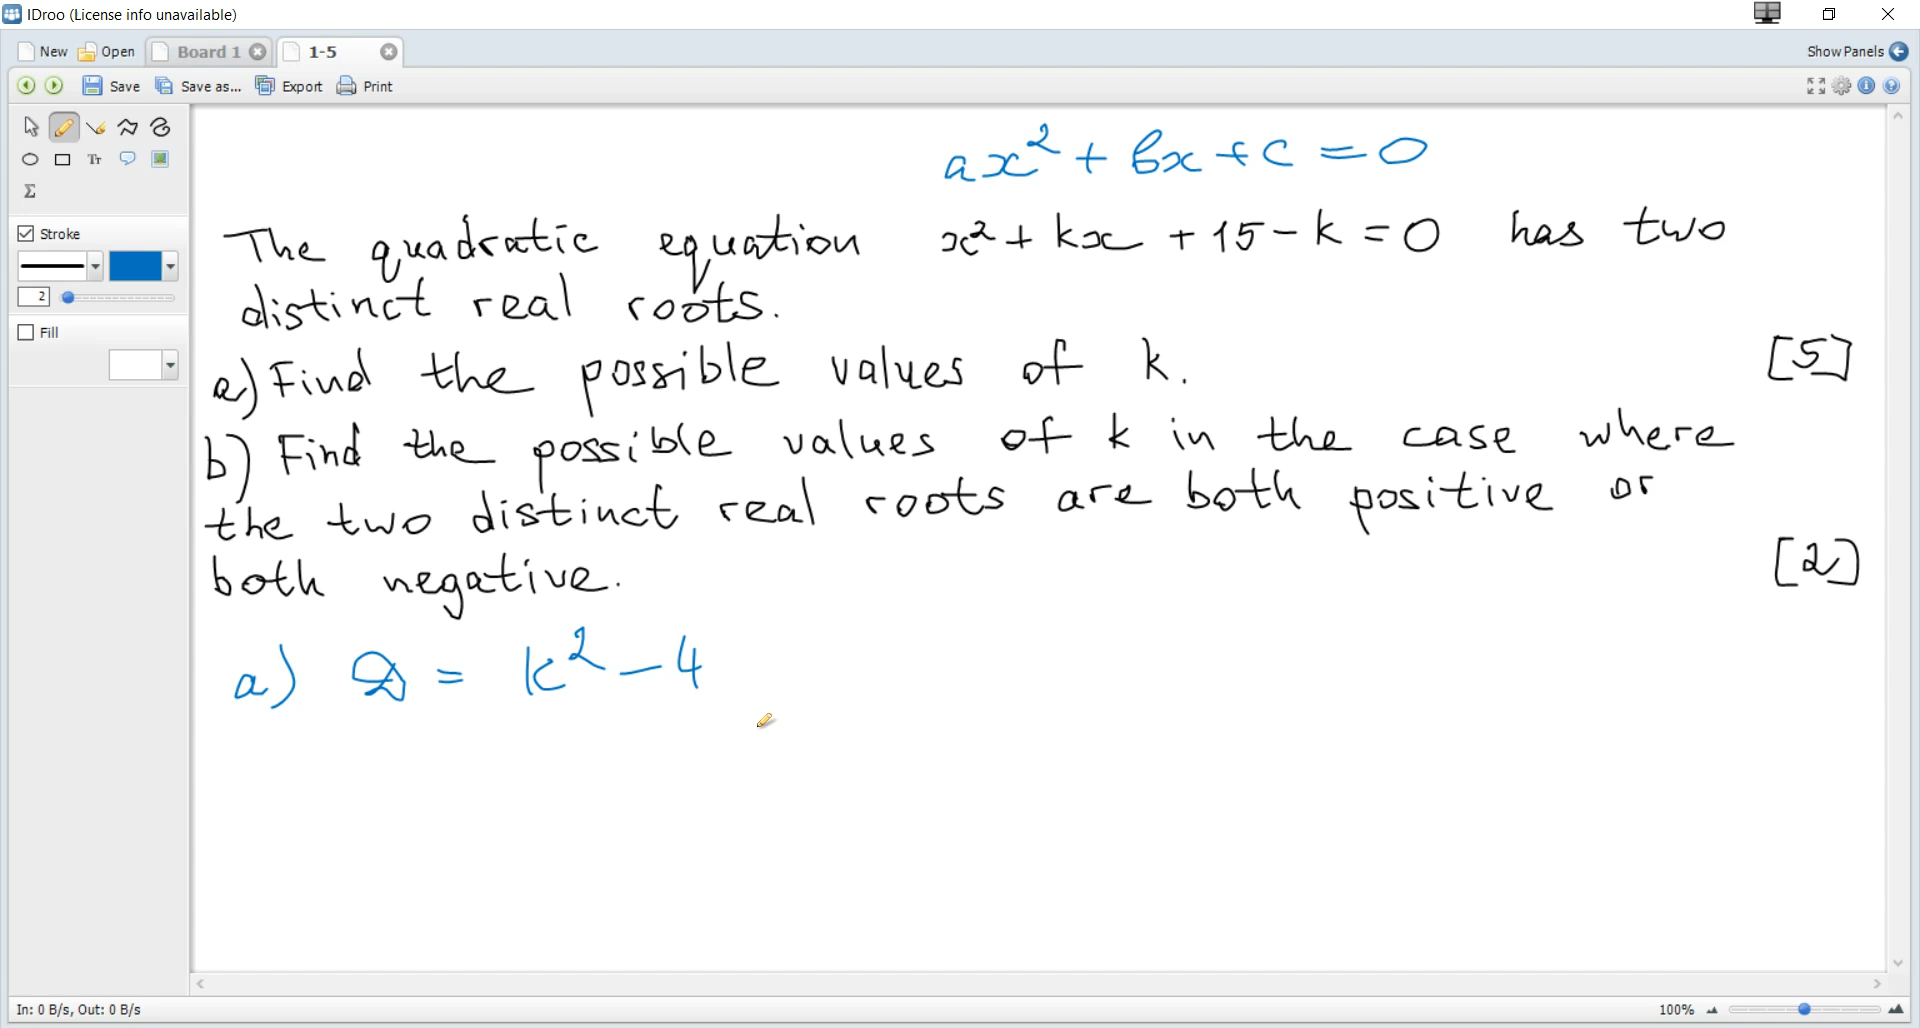 IDroo (License info unavailable)
New Open Board 1 1-5 Show Panels
Save Save as... Export Print
Tr
Σ
Stroke
2
Fill
ax² + bx + c = 0
The quadratic equation x² + kx + 15 - k = 0 has two
distinct real roots.
a) Find the possible values of k. [5]
b) Find the possible values of k in the case where
the two distinct real roots are both positive or
both negative. [2]
a) D = k² - 4
In: 0 B/s, Out: 0 B/s 100%